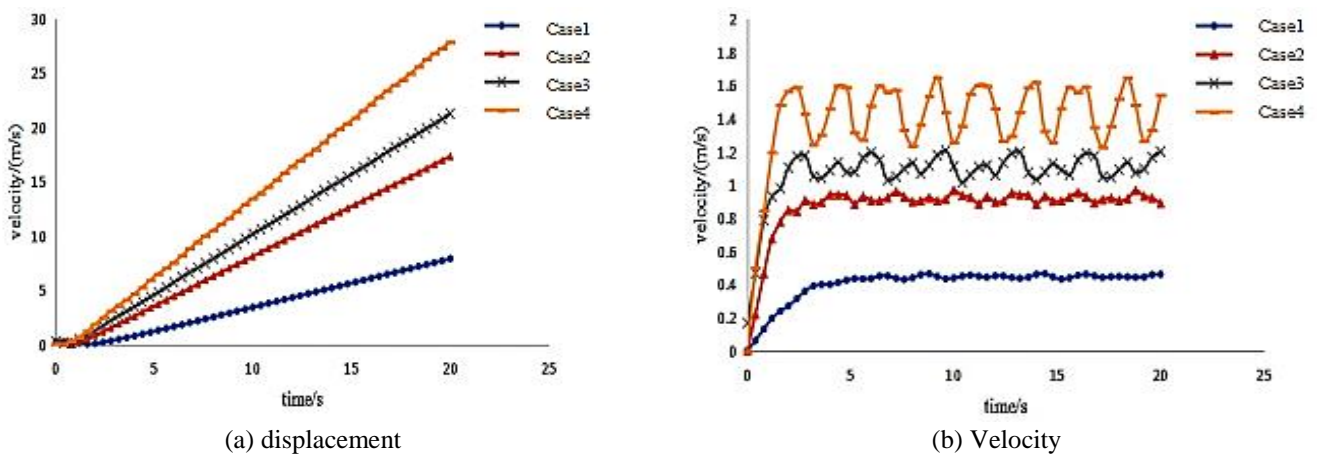 30
25
20
15
10
5
0
velocity/(m/s)
0 5 10 15 20 25
time/s
Case1
Case2
Case3
Case4
(a) displacement
2
1.8
1.6
1.4
1.2
1
0.8
0.6
0.4
0.2
0
velocity/(m/s)
0 5 10 15 20 25
time/s
Case1
Case2
Case3
Case4
(b) Velocity